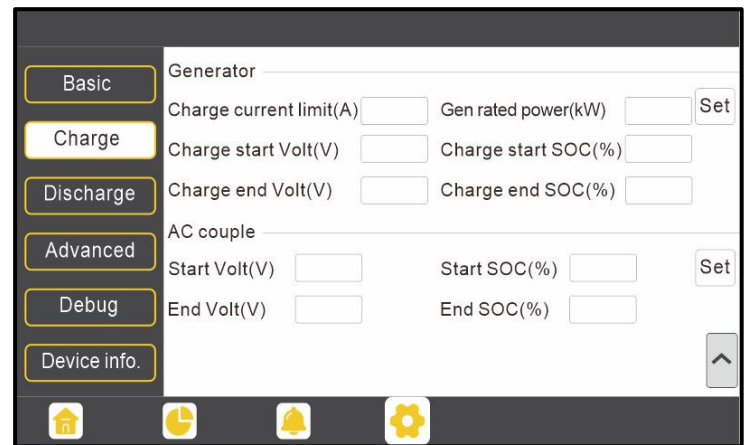 Basic
Charge
Discharge
Advanced
Debug
Device info.
Generator
Charge current limit(A) Gen rated power(kW) Set
Charge start Volt(V) Charge start SOC(%)
Charge end Volt(V) Charge end SOC(%)
AC couple
Start Volt(V) Start SOC(%) Set
End Volt(V) End SOC(%)